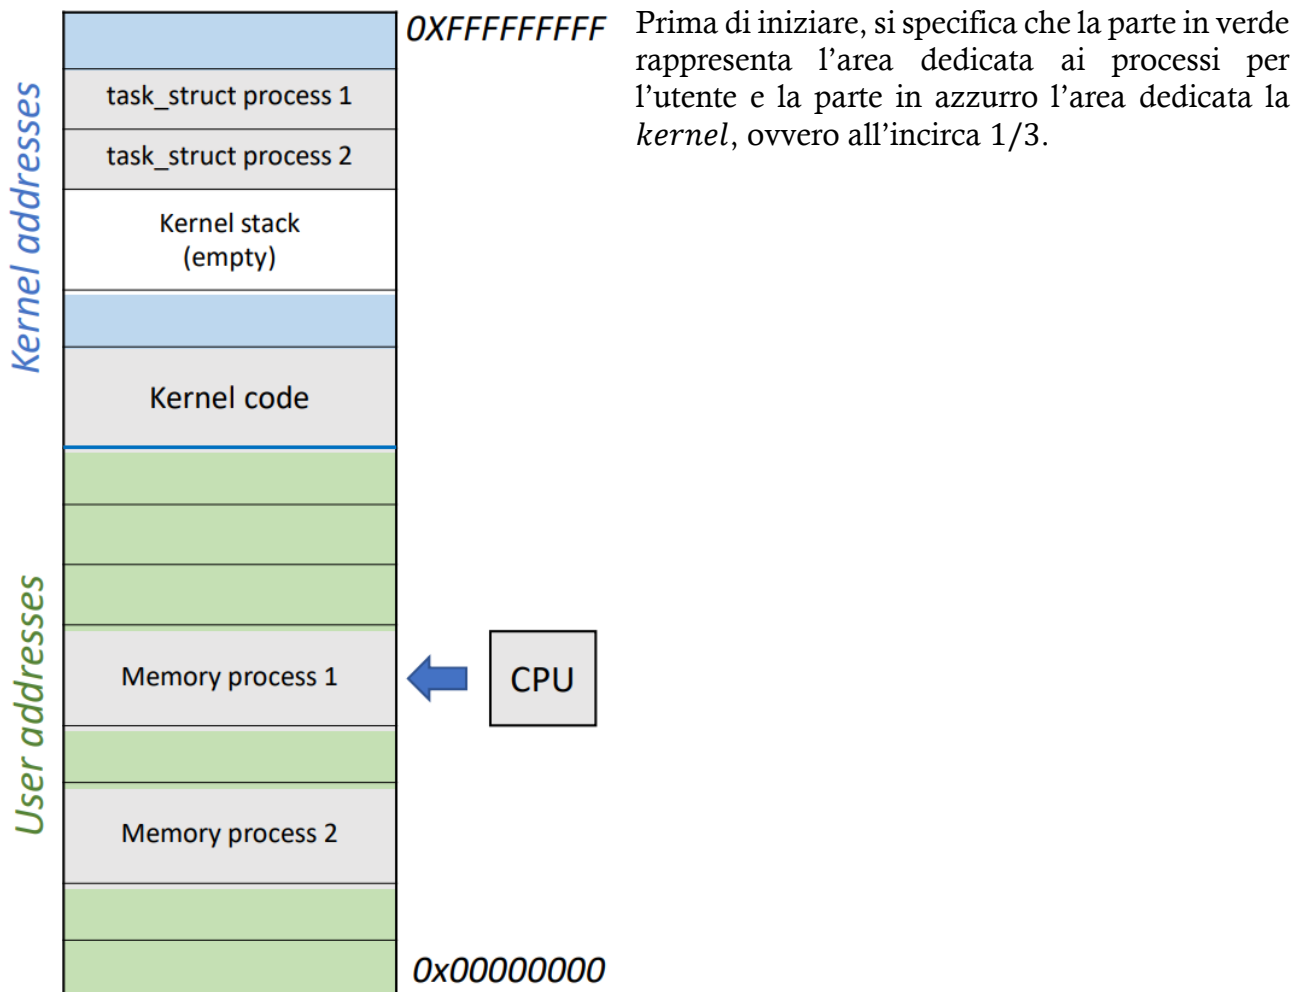 0XFFFFFFFFF
Prima di iniziare, si specifica che la parte in verde
rappresenta l'area dedicata ai processi per
l'utente e la parte in azzurro l'area dedicata la
kernel, ovvero all'incirca 1/3.
Kernel addresses
task_struct process 1
task_struct process 2
Kernel stack
(empty)
Kernel code
User addresses
Memory process 1
CPU
Memory process 2
0x00000000